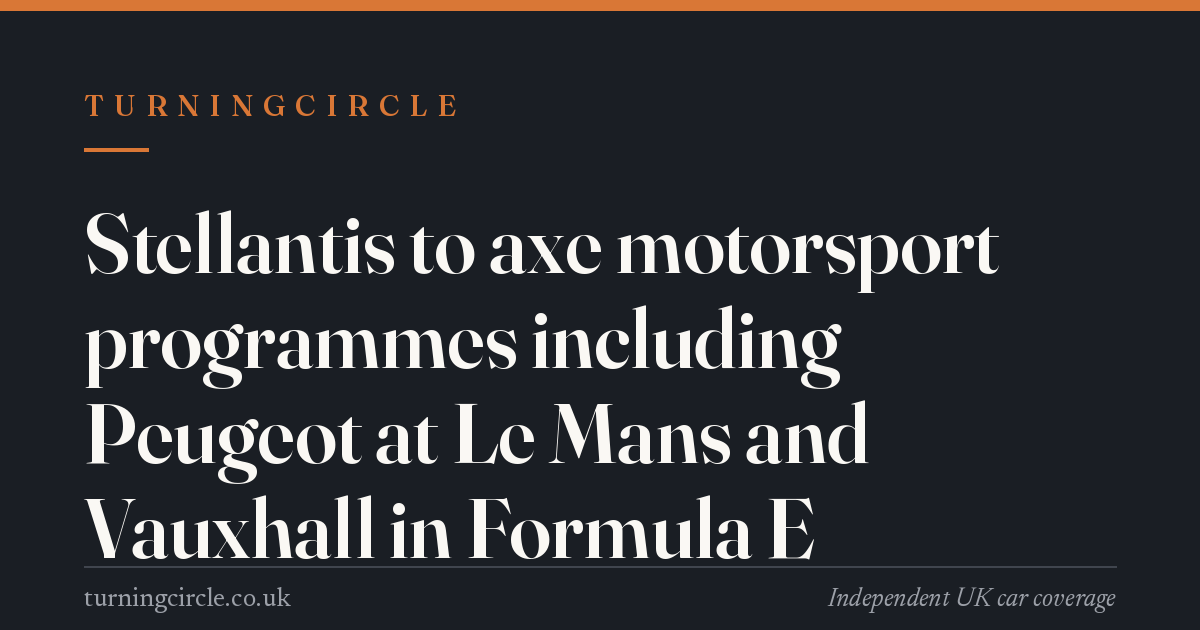 TURNINGCIRCLE
Stellantis to axe motorsport
programmes including
Peugeot at Le Mans and
Vauxhall in Formula E
turningcircle.co.uk
Independent UK car coverage